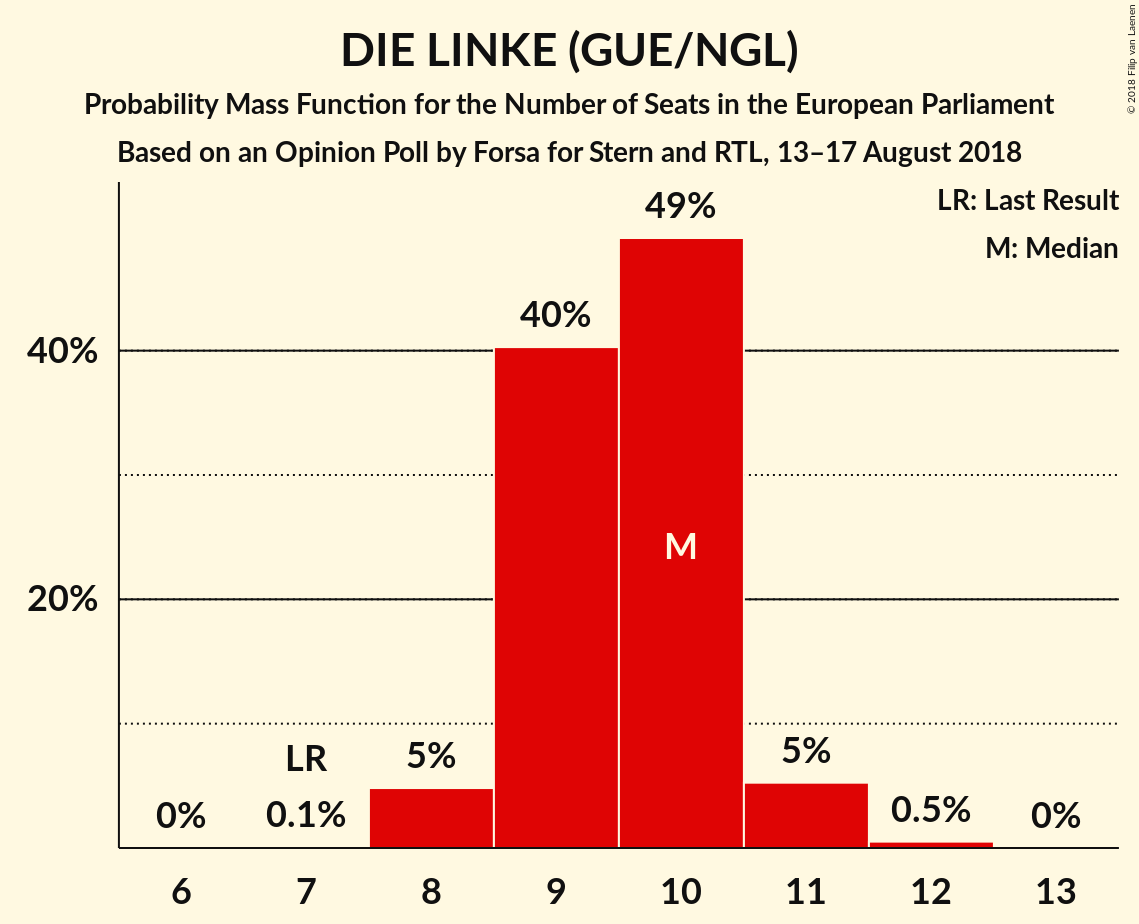 DIE LINKE (GUE/NGL)
Probability Mass Function for the Number of Seats in the European Parliament
Based on an Opinion Poll by Forsa for Stern and RTL, 13–17 August 2018
© 2018 Filip van Laenen
LR: Last Result
M: Median
49%
40%
40%
M
20%
LR
5%
5%
0%
0.1%
0.5%
0%
6 7 8 9 10 11 12 13